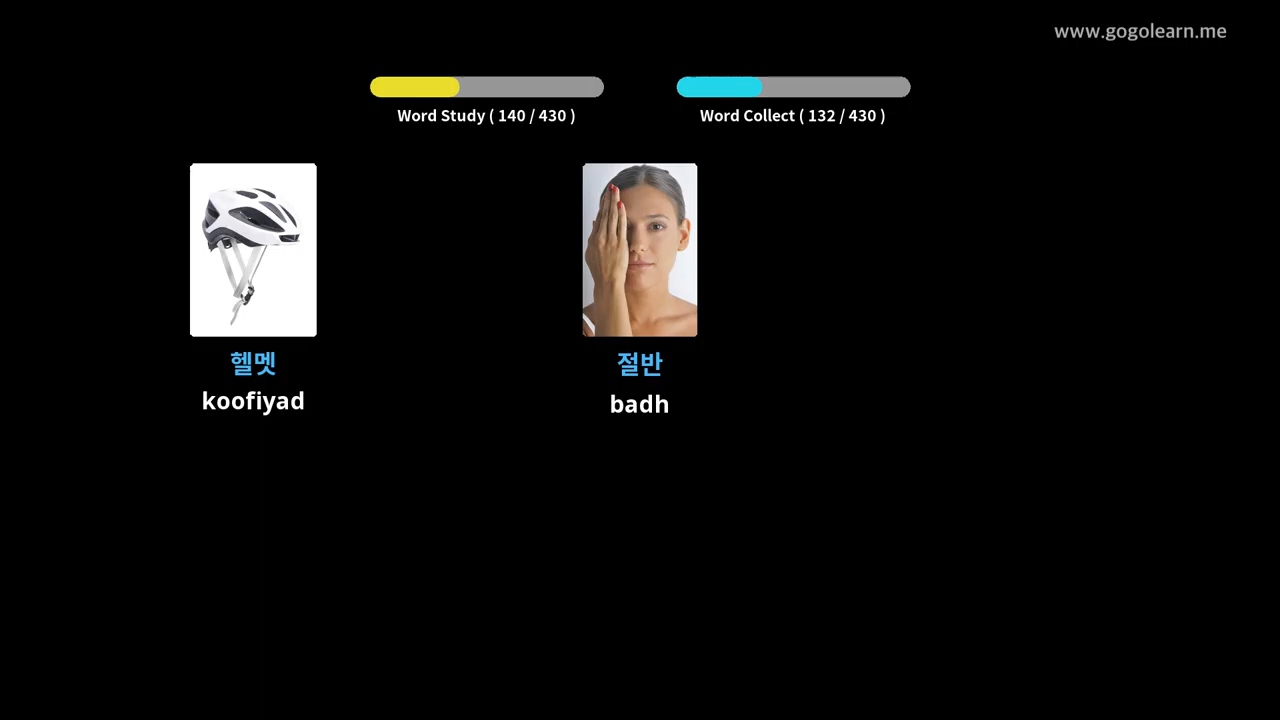 www.gogolearn.me
Word Study ( 140 / 430 )
Word Collect ( 132 / 430 )
헬멧
koofiyad
절반
badh